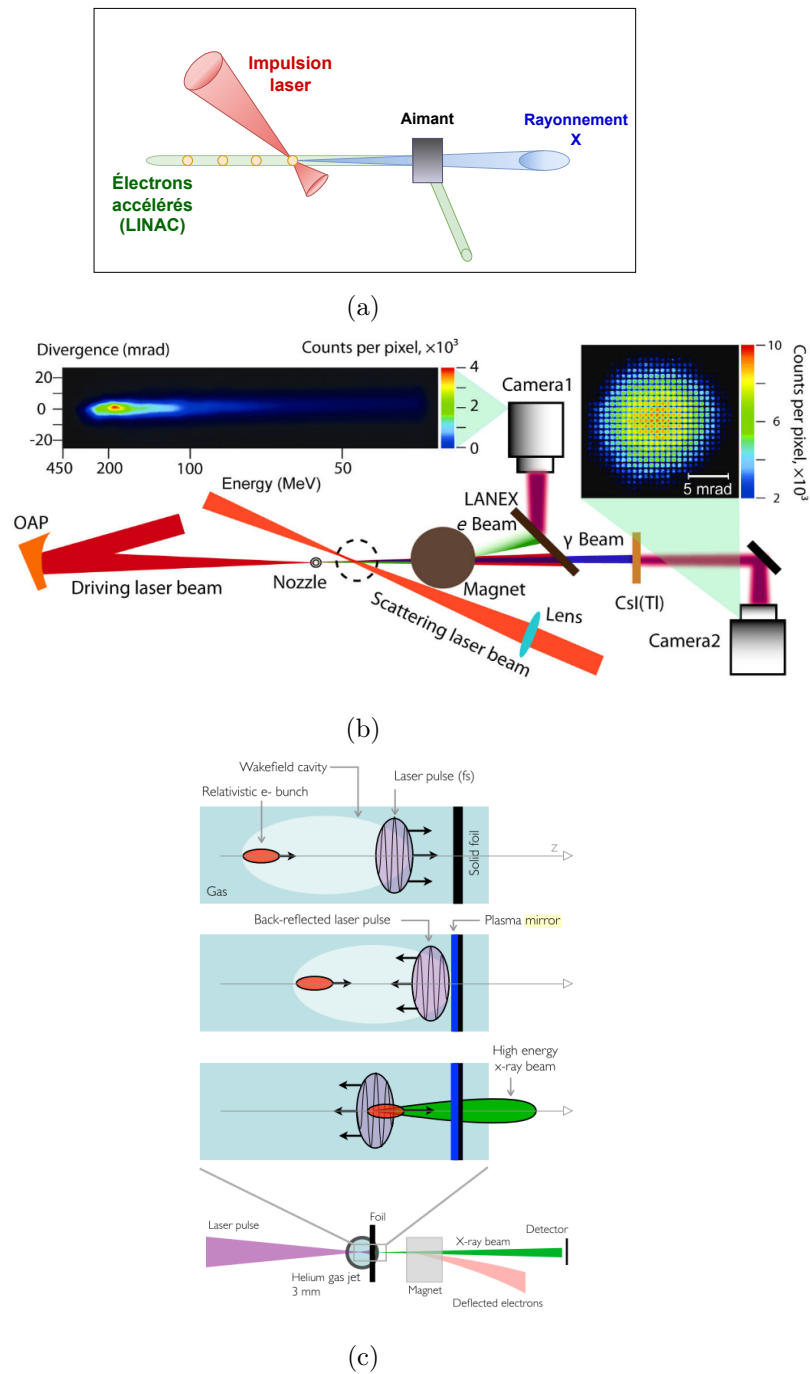 Impulsion
laser
Aimant
Rayonnement
X
Électrons
accélérés
(LINAC)
(a)
Divergence (mrad)
Counts per pixel, ×10³
20
0
-20
4
2
0
450
200
100
50
Energy (MeV)
Camera1
10
6
2
Counts per pixel, ×10³
5 mrad
OAP
LANEX
e Beam
γ Beam
Driving laser beam
Nozzle
Magnet
CsI(Tl)
Scattering laser beam
Lens
Camera2
(b)
Wakefield cavity
Laser pulse (fs)
Relativistic e- bunch
Solid foil
z
Gas
Back-reflected laser pulse
Plasma mirror
High energy
x-ray beam
Foil
Laser pulse
Detector
X-ray beam
Helium gas jet
3 mm
Magnet
Deflected electrons
(c)